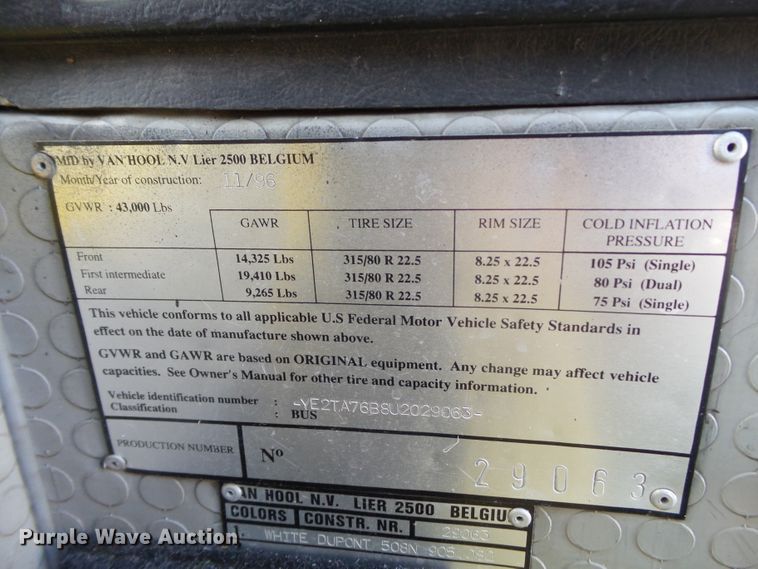 MFD by VAN HOOL N.V Lier 2500 BELGIUM
Month/Year of construction: 11/96
GVWR : 43,000 Lbs
GAWR TIRE SIZE RIM SIZE COLD INFLATION PRESSURE
Front 14,325 Lbs 315/80 R 22.5 8.25 x 22.5 105 Psi (Single)
First intermediate 19,410 Lbs 315/80 R 22.5 8.25 x 22.5 80 Psi (Dual)
Rear 9,265 Lbs 315/80 R 22.5 8.25 x 22.5 75 Psi (Single)
This vehicle conforms to all applicable U.S Federal Motor Vehicle Safety Standards in
effect on the date of manufacture shown above.
GVWR and GAWR are based on ORIGINAL equipment. Any change may affect vehicle
capacities. See Owner's Manual for other tire and capacity information.
Vehicle identification number : -YE2TA76B8U2029063-
Classification : BUS
PRODUCTION NUMBER Nº 29063
VAN HOOL N.V. LIER 2500 BELGIU
COLORS CONSTR. NR. 29063
WHITE DUPONT 508N 905
Purple Wave Auction